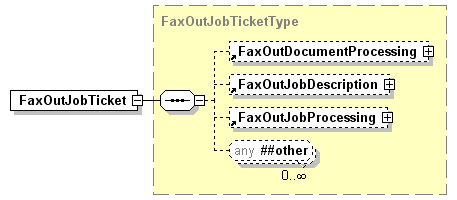 FaxOutJobTicketType
FaxOutDocumentProcessing
FaxOutJobDescription
FaxOutJobTicket
FaxOutJobProcessing
any ##other
0..∞